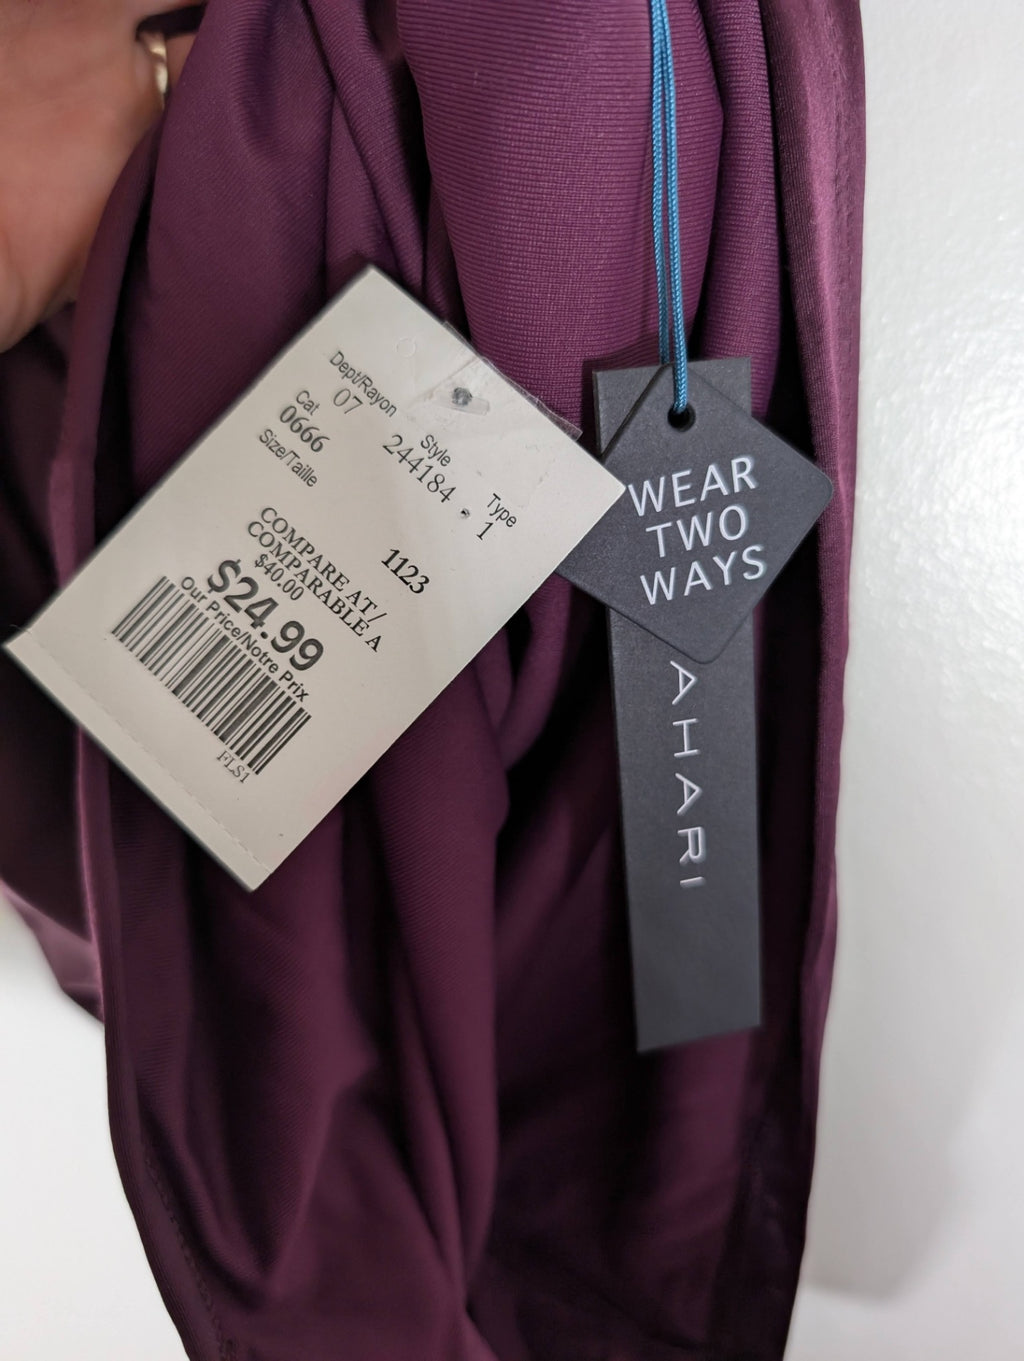 Dept/Rayon
07
Cat
0666
Size/Taille
Style
244184
Type
1
1123
COMPARE AT/
COMPARABLE A
$40.00
$24.99
Our Price/Notre Prix
FLS1
WEAR
TWO
WAYS
AHARI